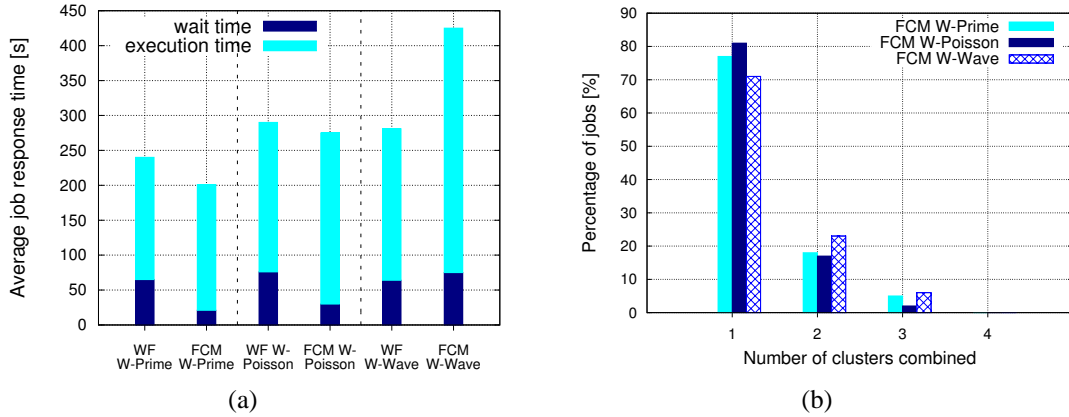 Average job response time [s]
450
400
350
300
250
200
150
100
50
0
wait time
execution time
WF
W-Prime
FCM
W-Prime
WF W-
Poisson
FCM W-
Poisson
WF
W-Wave
FCM
W-Wave
(a)
Percentage of jobs [%]
90
80
70
60
50
40
30
20
10
0
FCM W-Prime
FCM W-Poisson
FCM W-Wave
1
2
3
4
Number of clusters combined
(b)